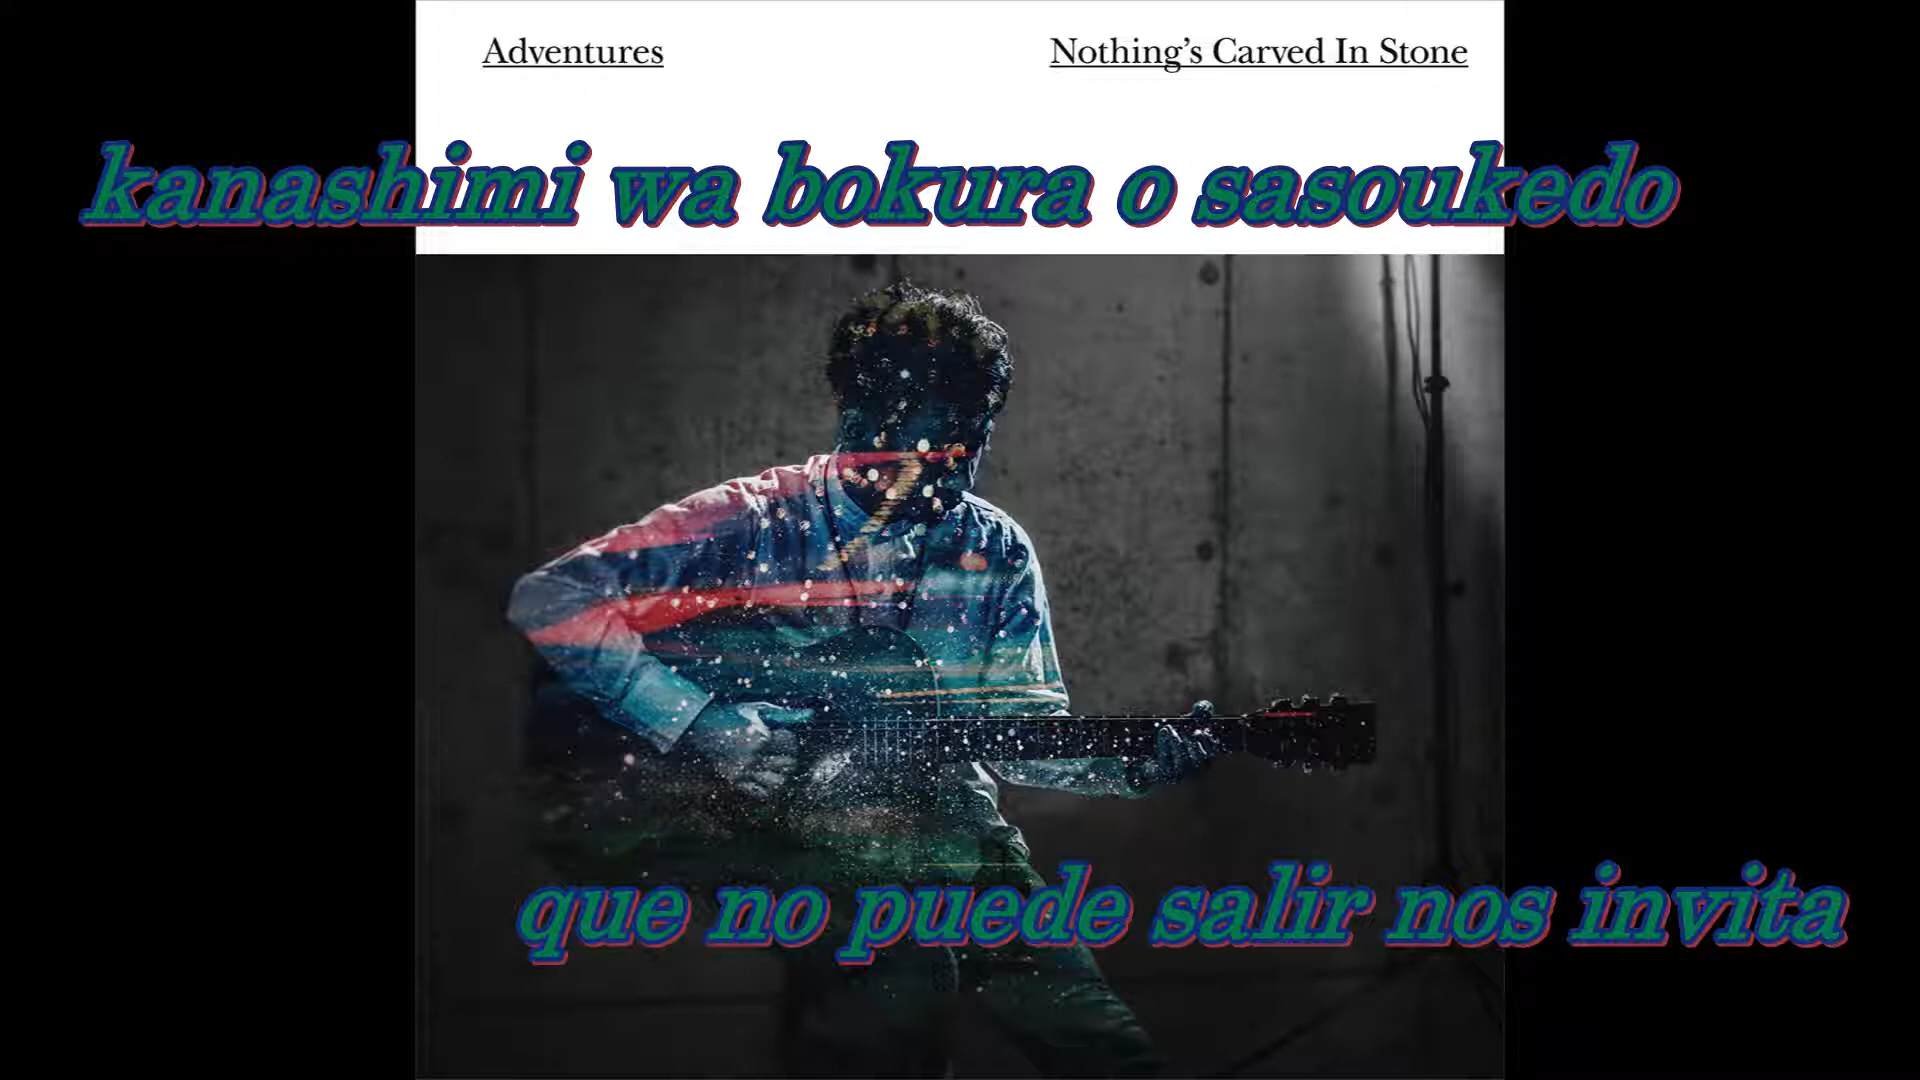 Adventures Nothing's Carved In Stone
kanashimi wa bokura o sasoukedo
que no puede salir nos invita